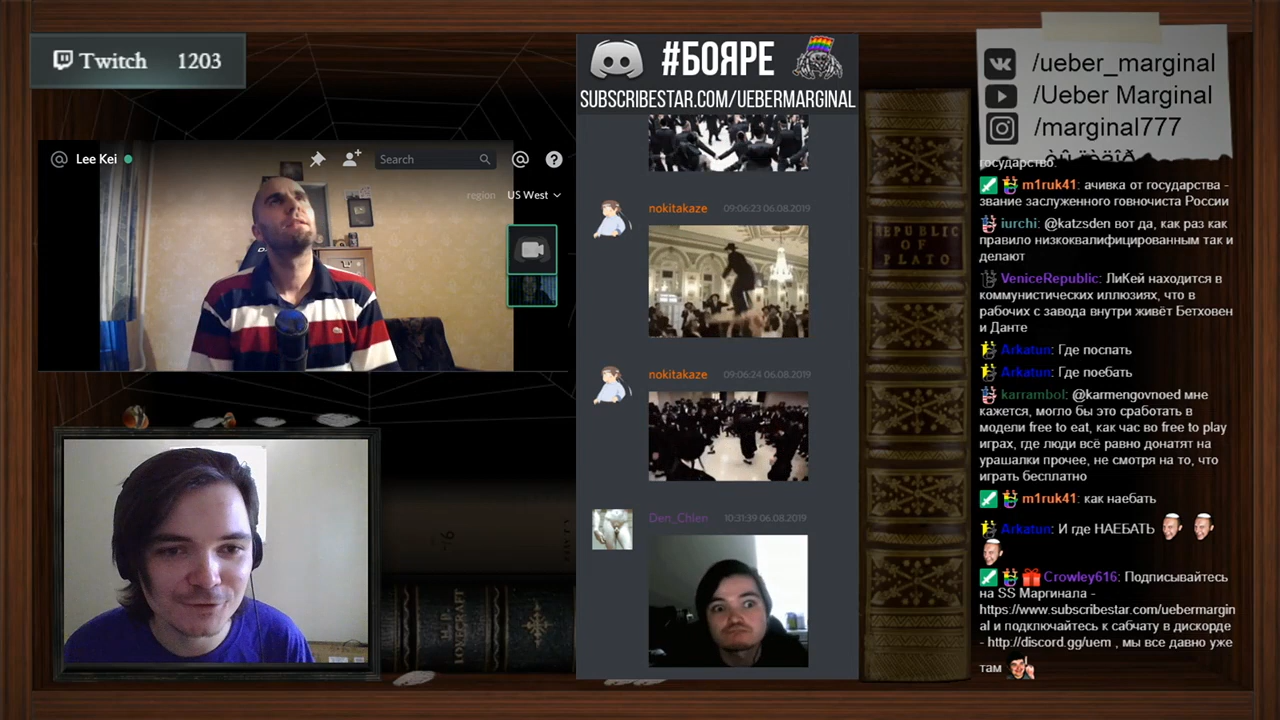 Twitch 1203
Lee Kei
Search
region US West
#БОЯРЕ
SUBSCRIBESTAR.COM/UEBERMARGINAL
nokitakaze 09:06:23 06.08.2019
nokitakaze 09:06:24 06.08.2019
Den_Chlen 10:31:39 06.08.2019
REPUBLIC
OF
PLATO
H.P.
LOVECRAFT
/ueber_marginal
/Ueber Marginal
/marginal777
государство.
m1ruk41: ачивка от государства -
звание заслуженного говночиста России
iurchi: @katzsden вот да, как раз как
правило низкоквалифицированным так и
делают
VeniceRepublic: ЛиКей находится в
коммунистических иллюзиях, что в
рабочих с завода внутри живёт Бетховен
и Данте
Arkatun: Где поспать
Arkatun: Где поебать
karrambol: @karmengovnoed мне
кажется, могло бы это сработать в
модели free to eat, как час во free to play
играх, где люди всё равно донатят на
урашалки прочее, не смотря на то, что
играть бесплатно
m1ruk41: как наебать
Arkatun: И где НАЕБАТЬ
Crowley616: Подписывайтесь
на SS Маргинала -
https://www.subscribestar.com/uebermargin
al и подключайтесь к сабчату в дискорде
- http://discord.gg/uem , мы все давно уже
там